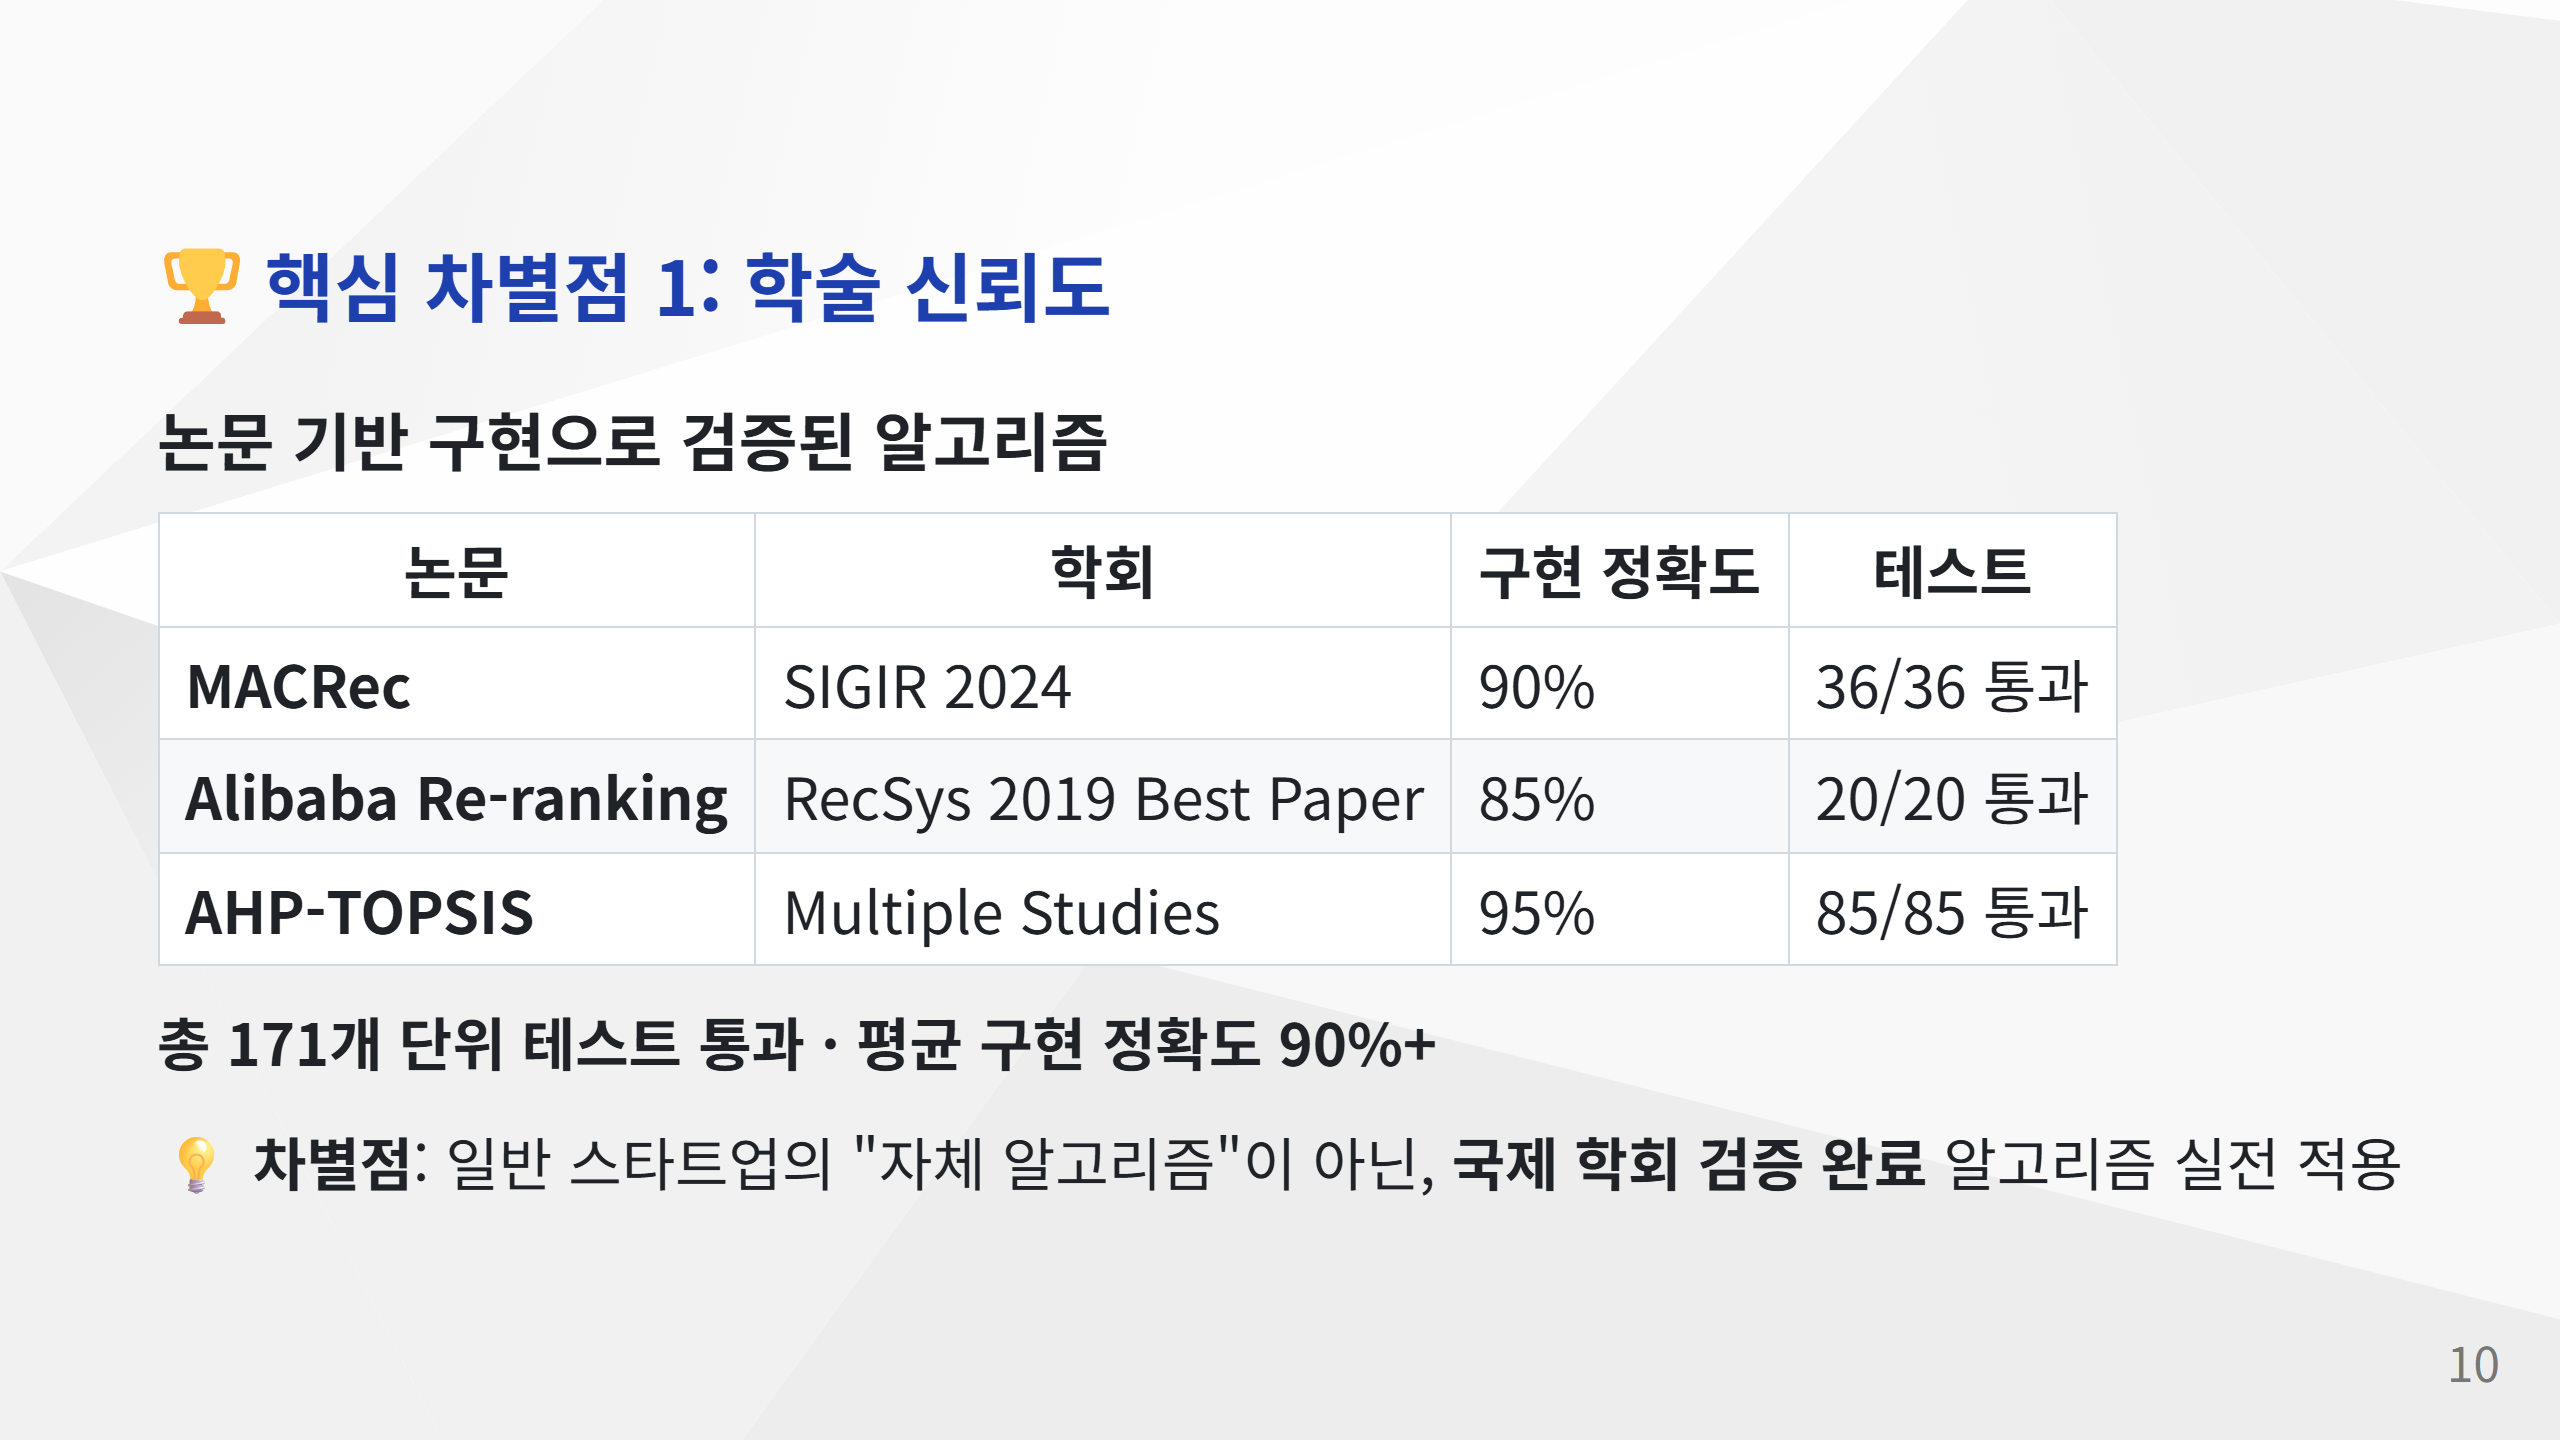 🏆 핵심 차별점 1: 학술 신뢰도
논문 기반 구현으로 검증된 알고리즘
논문 학회 구현 정확도 테스트
MACRec SIGIR 2024 90% 36/36 통과
Alibaba Re-ranking RecSys 2019 Best Paper 85% 20/20 통과
AHP-TOPSIS Multiple Studies 95% 85/85 통과
총 171개 단위 테스트 통과 · 평균 구현 정확도 90%+
💡 차별점: 일반 스타트업의 "자체 알고리즘"이 아닌, 국제 학회 검증 완료 알고리즘 실전 적용
10